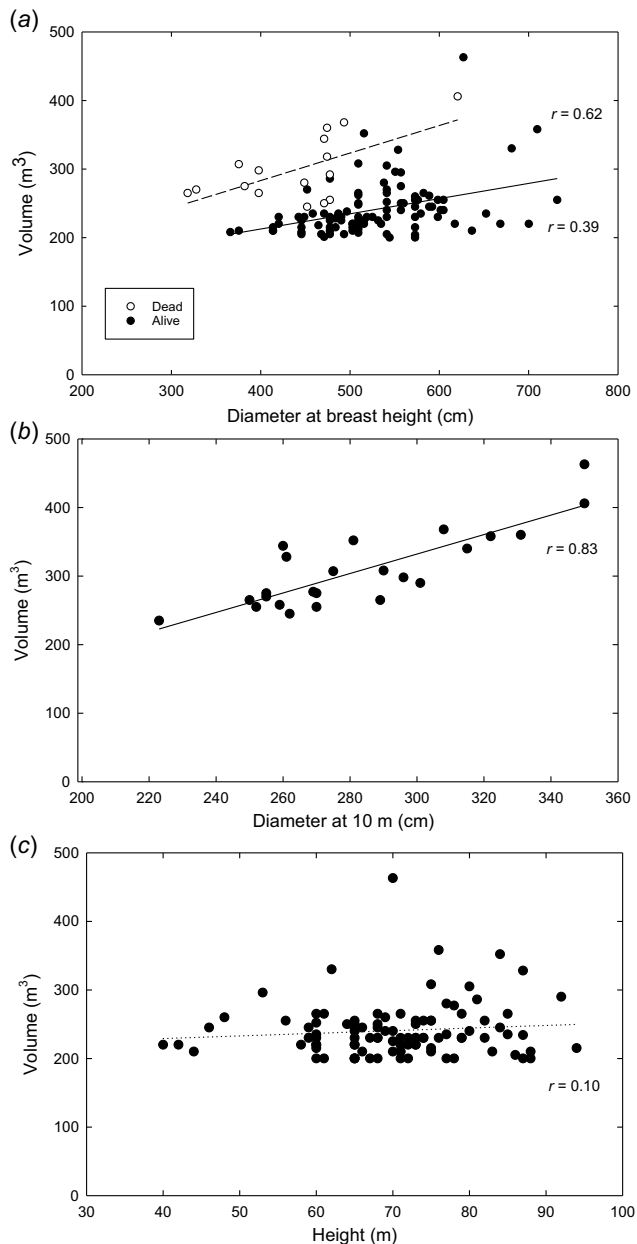 (a)
500
400
300
200
100
0
Volume (m³)
r = 0.62
r = 0.39
Dead
Alive
200 300 400 500 600 700 800
Diameter at breast height (cm)
(b)
500
400
300
200
100
0
Volume (m³)
r = 0.83
200 220 240 260 280 300 320 340 360
Diameter at 10 m (cm)
(c)
500
400
300
200
100
0
Volume (m³)
r = 0.10
30 40 50 60 70 80 90 100
Height (m)